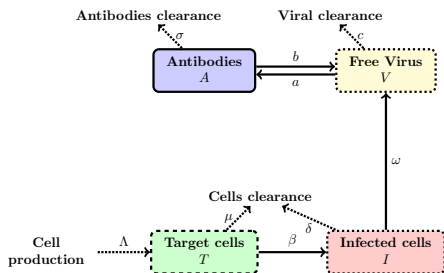 Antibodies clearance
Viral clearance
σ
c
Antibodies
A
b
a
Free Virus
V
ω
Cells clearance
μ
δ
Cell
production
Λ
Target cells
T
β
Infected cells
I